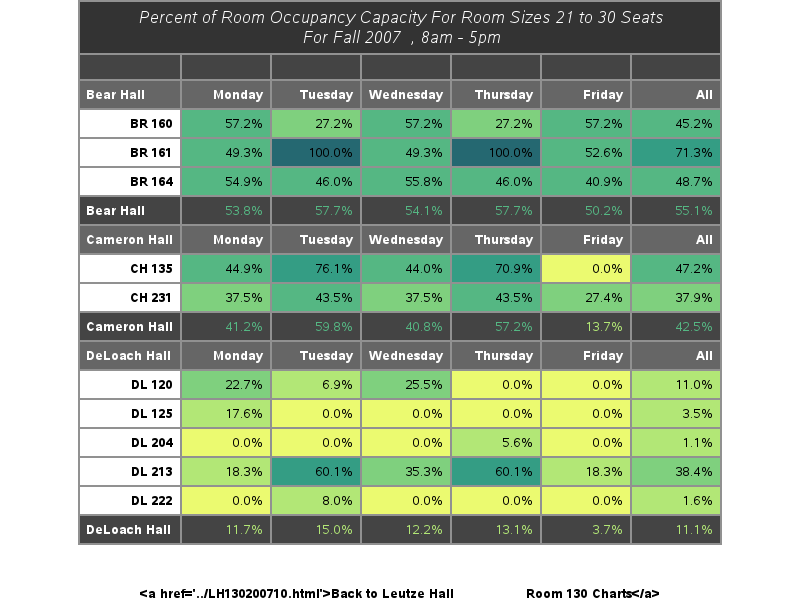 Percent of Room Occupancy Capacity For Room Sizes 21 to 30 Seats
For Fall 2007 , 8am - 5pm
Bear Hall Monday Tuesday Wednesday Thursday Friday All
BR 160 57.2% 27.2% 57.2% 27.2% 57.2% 45.2%
BR 161 49.3% 100.0% 49.3% 100.0% 52.6% 71.3%
BR 164 54.9% 46.0% 55.8% 46.0% 40.9% 48.7%
Bear Hall 53.8% 57.7% 54.1% 57.7% 50.2% 55.1%
Cameron Hall Monday Tuesday Wednesday Thursday Friday All
CH 135 44.9% 76.1% 44.0% 70.9% 0.0% 47.2%
CH 231 37.5% 43.5% 37.5% 43.5% 27.4% 37.9%
Cameron Hall 41.2% 59.8% 40.8% 57.2% 13.7% 42.5%
DeLoach Hall Monday Tuesday Wednesday Thursday Friday All
DL 120 22.7% 6.9% 25.5% 0.0% 0.0% 11.0%
DL 125 17.6% 0.0% 0.0% 0.0% 0.0% 3.5%
DL 204 0.0% 0.0% 0.0% 5.6% 0.0% 1.1%
DL 213 18.3% 60.1% 35.3% 60.1% 18.3% 38.4%
DL 222 0.0% 8.0% 0.0% 0.0% 0.0% 1.6%
DeLoach Hall 11.7% 15.0% 12.2% 13.1% 3.7% 11.1%
<a href='../LH130200710.html'>Back to Leutze Hall Room 130 Charts</a>